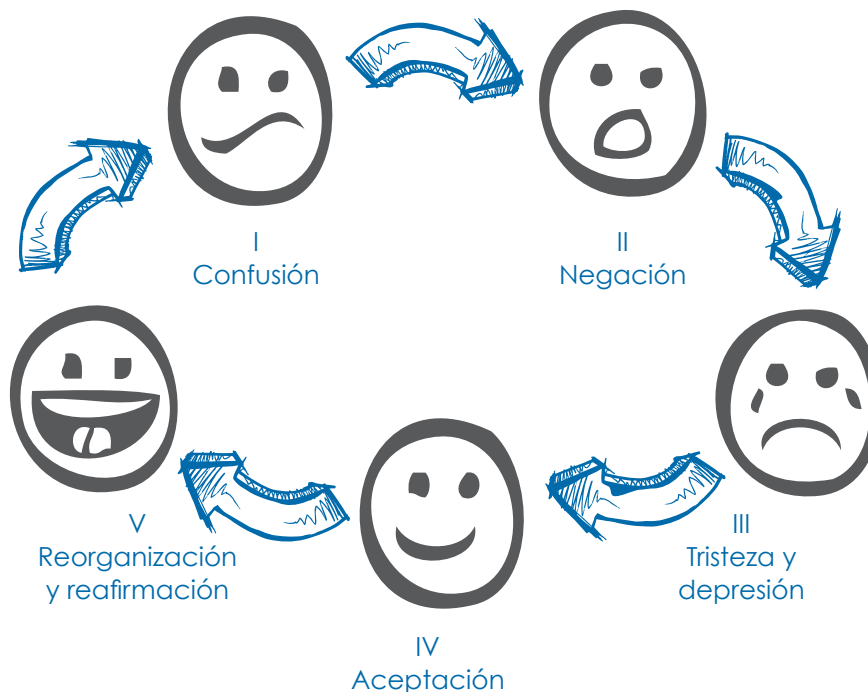 I
Confusión
II
Negación
III
Tristeza y
depresión
IV
Aceptación
V
Reorganización
y reafirmación